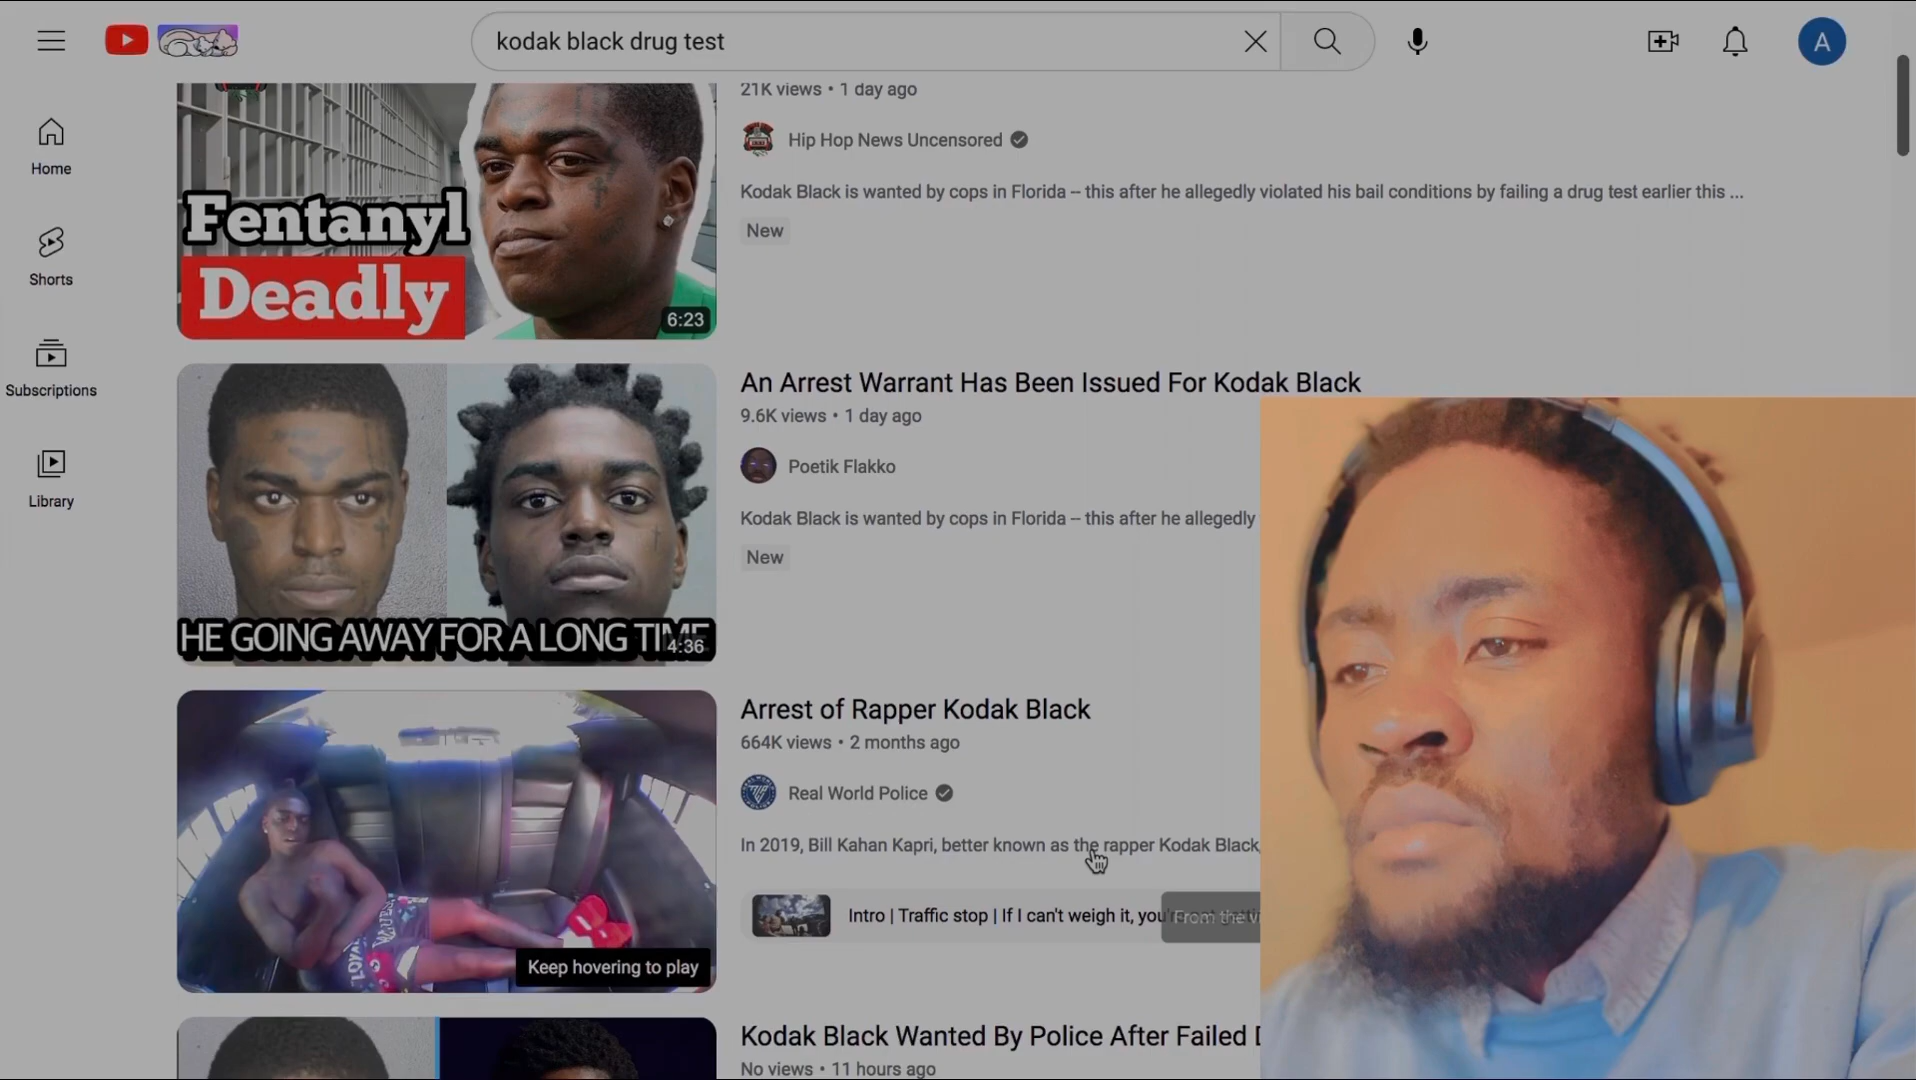 kodak black drug test
A
Home
Shorts
Subscriptions
Library
Fentanyl
Deadly
6:23
21K views • 1 day ago
Hip Hop News Uncensored
Kodak Black is wanted by cops in Florida – this after he allegedly violated his bail conditions by failing a drug test earlier this ...
New
HE GOING AWAY FOR A LONG TIME
4:36
An Arrest Warrant Has Been Issued For Kodak Black
9.6K views • 1 day ago
Poetik Flakko
Kodak Black is wanted by cops in Florida – this after he allegedly
New
Keep hovering to play
Arrest of Rapper Kodak Black
664K views • 2 months ago
Real World Police
In 2019, Bill Kahan Kapri, better known as the rapper Kodak Black,
Intro | Traffic stop | If I can't weigh it, you
From the v
Kodak Black Wanted By Police After Failed
No views • 11 hours ago